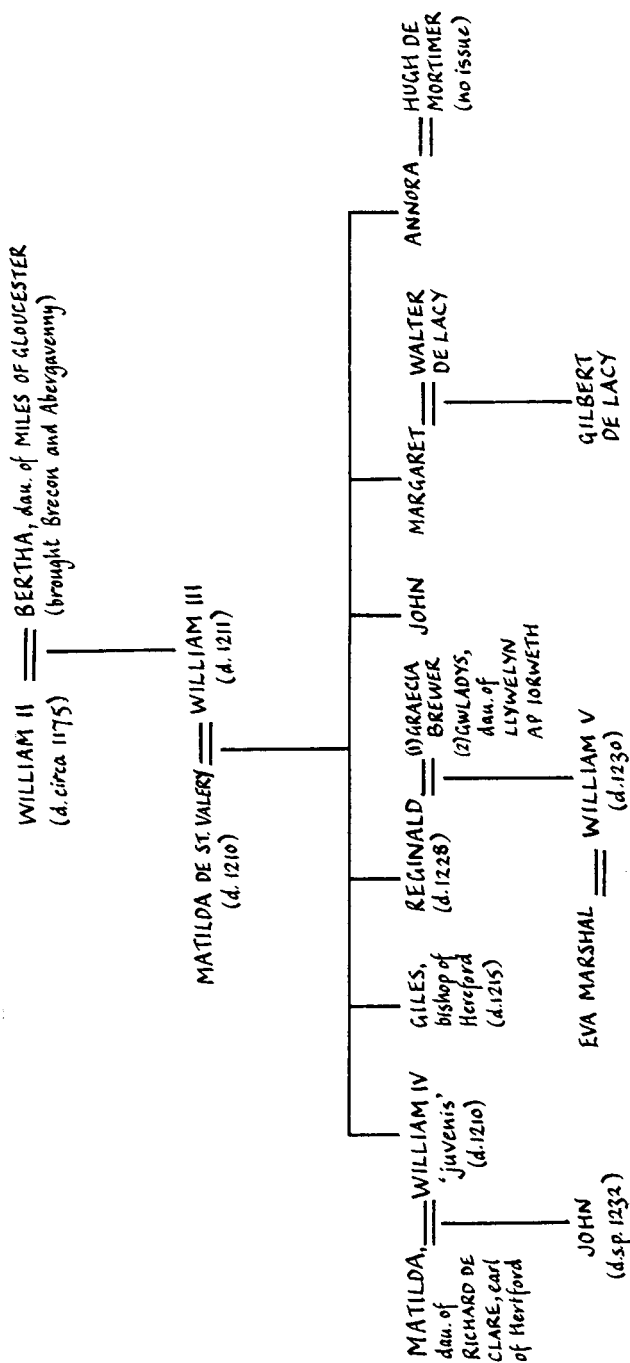 WILLIAM II
(d. circa 1175)
BERTHA, dau. of MILES OF GLOUCESTER
(brought Brecon and Abergavenny)
MATILDA DE ST. VALERY
(d. 1210)
WILLIAM III
(d. 1211)
MATILDA,
dau. of
RICHARD DE
CLARE, earl
of Hertford
WILLIAM IV
'juvenis'
(d.1210)
GILES,
bishop of
Hereford
(d.1215)
REGINALD
(d.1228)
(1)GRAECIA
BREWER
(2)GWLADYS,
dau. of
LLYWELYN
AP IORWETH
JOHN
MARGARET
WALTER
DE LACY
ANNORA
HUGH DE
MORTIMER
(no issue)
JOHN
(d.s.p. 1232)
EVA MARSHAL
WILLIAM V
(d.1230)
GILBERT
DE LACY